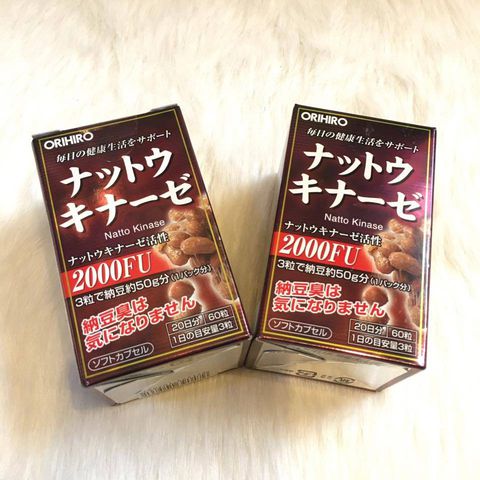 ORIHIRO
毎日の健康生活をサポート
ナットウ
キナーゼ
Natto Kinase
ナットウキナーゼ活性
2000FU
3粒で納豆約50g分(1パック分)
納豆臭は
気になりません
20日分 60粒
1日の目安量3粒
ソフトカプセル
ORIHIRO
毎日の健康生活をサポート
ナットウ
キナーゼ
Natto Kinase
ナットウキナーゼ活性
2000FU
3粒で納豆約50g分(1パック分)
納豆臭は
気になりません
20日分 60粒
1日の目安量3粒
ソフトカプセル